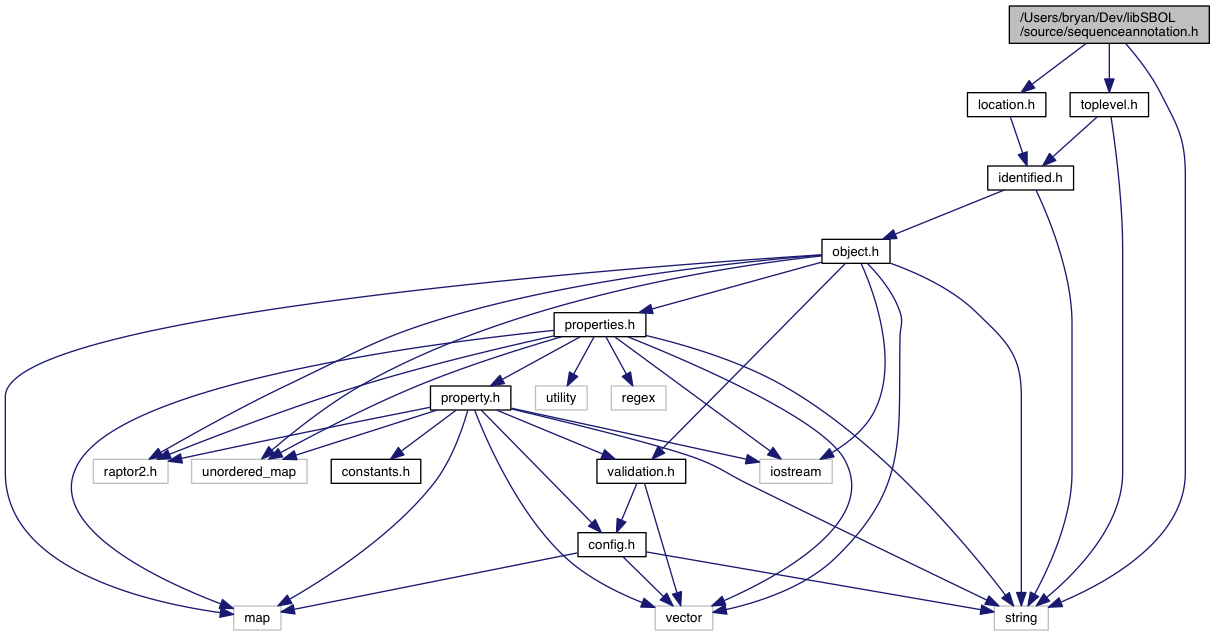 /Users/bryan/Dev/libSBOL
/source/sequenceannotation.h
location.h
toplevel.h
identified.h
object.h
properties.h
property.h
utility
regex
raptor2.h
unordered_map
constants.h
validation.h
iostream
config.h
map
vector
string